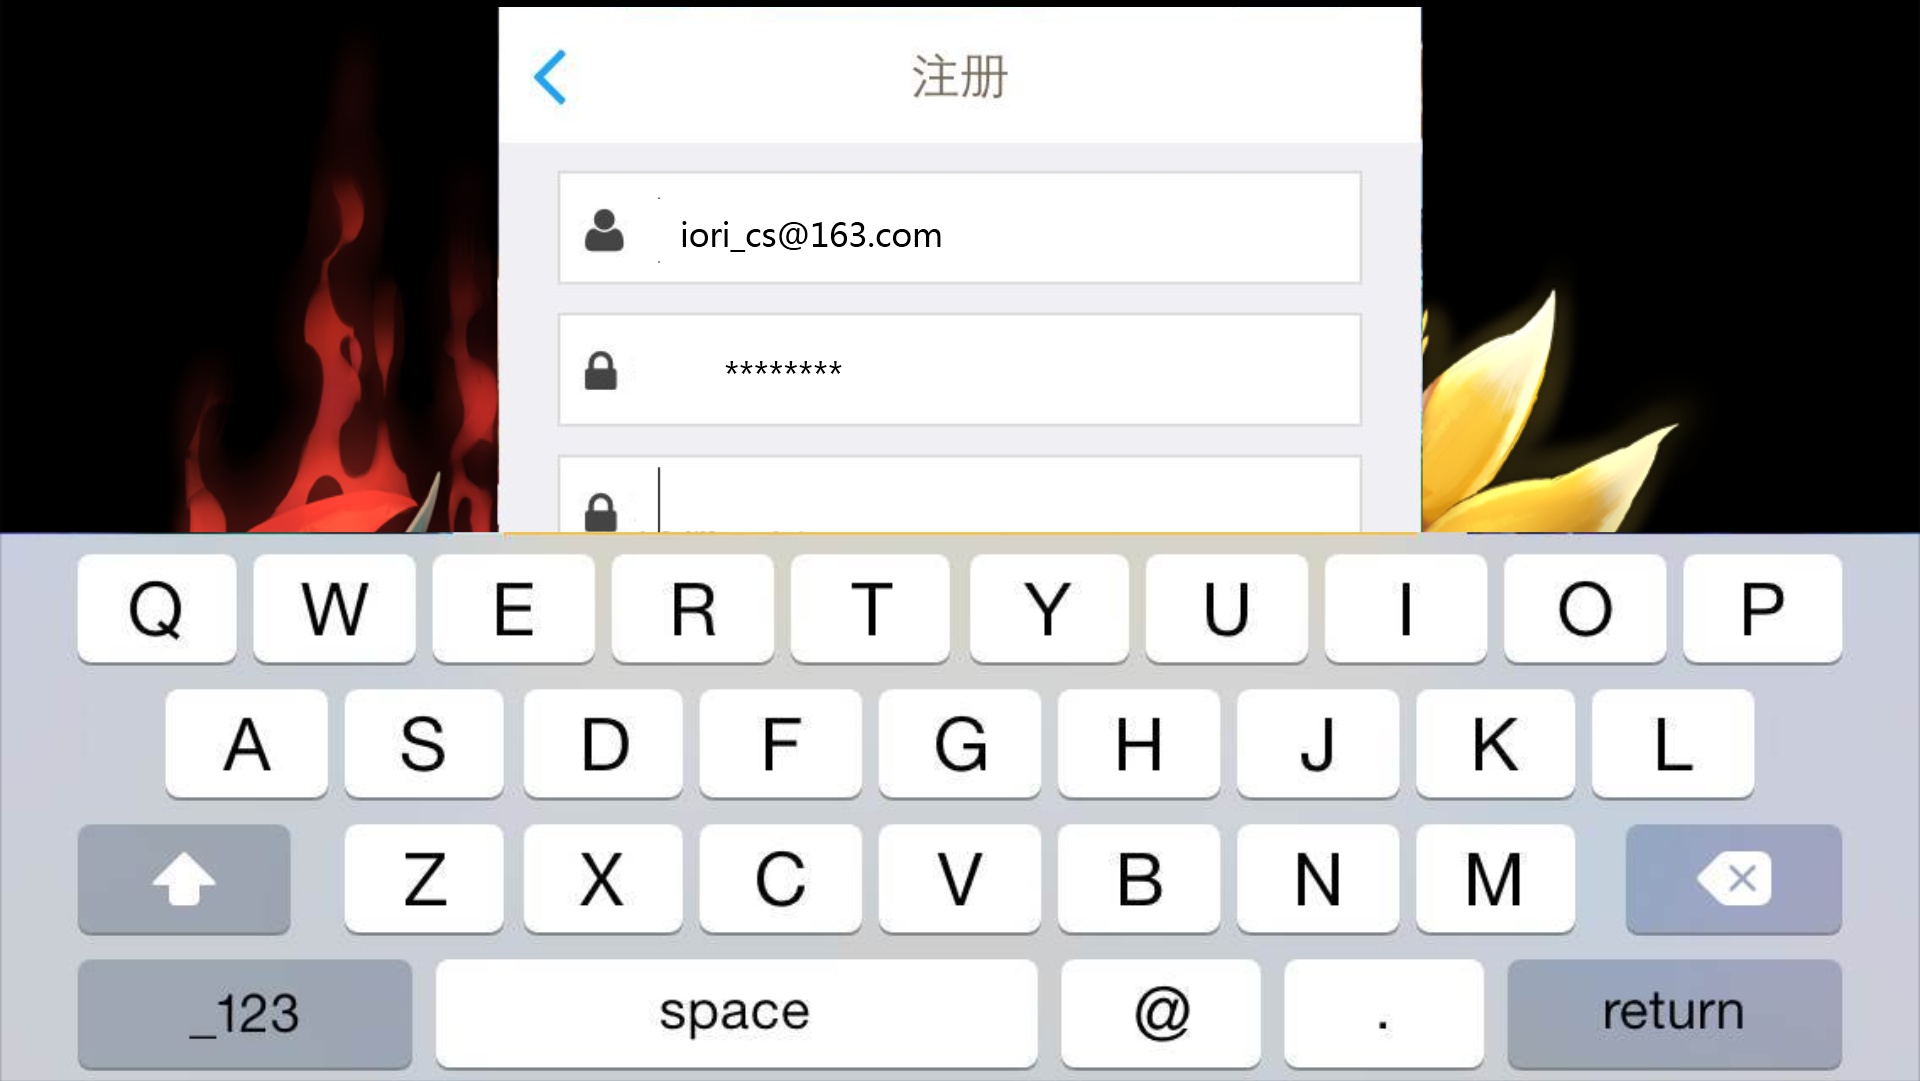 注册
iori_cs@163.com
********
Q W E R T Y U I O P
A S D F G H J K L
Z X C V B N M
_123 space @ . return